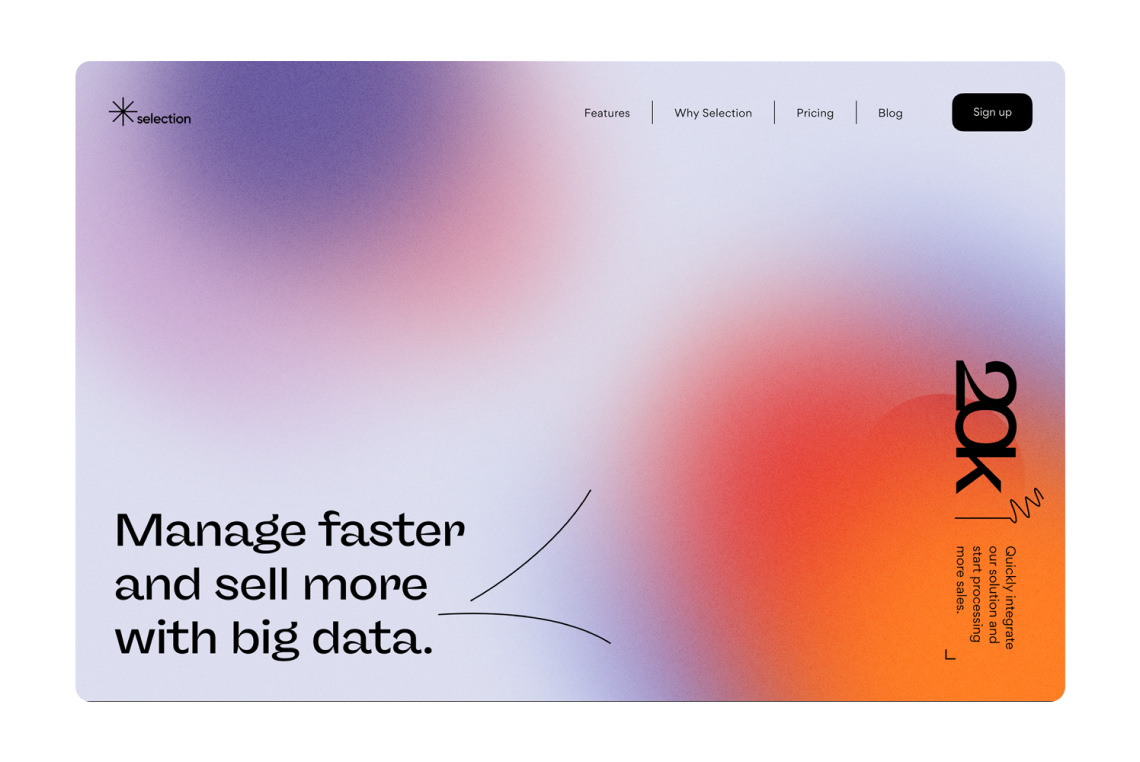 selection
Features
Why Selection
Pricing
Blog
Sign up
Manage faster
and sell more
with big data.
20k
Quickly integrate
our solution and
start processing
more sales.